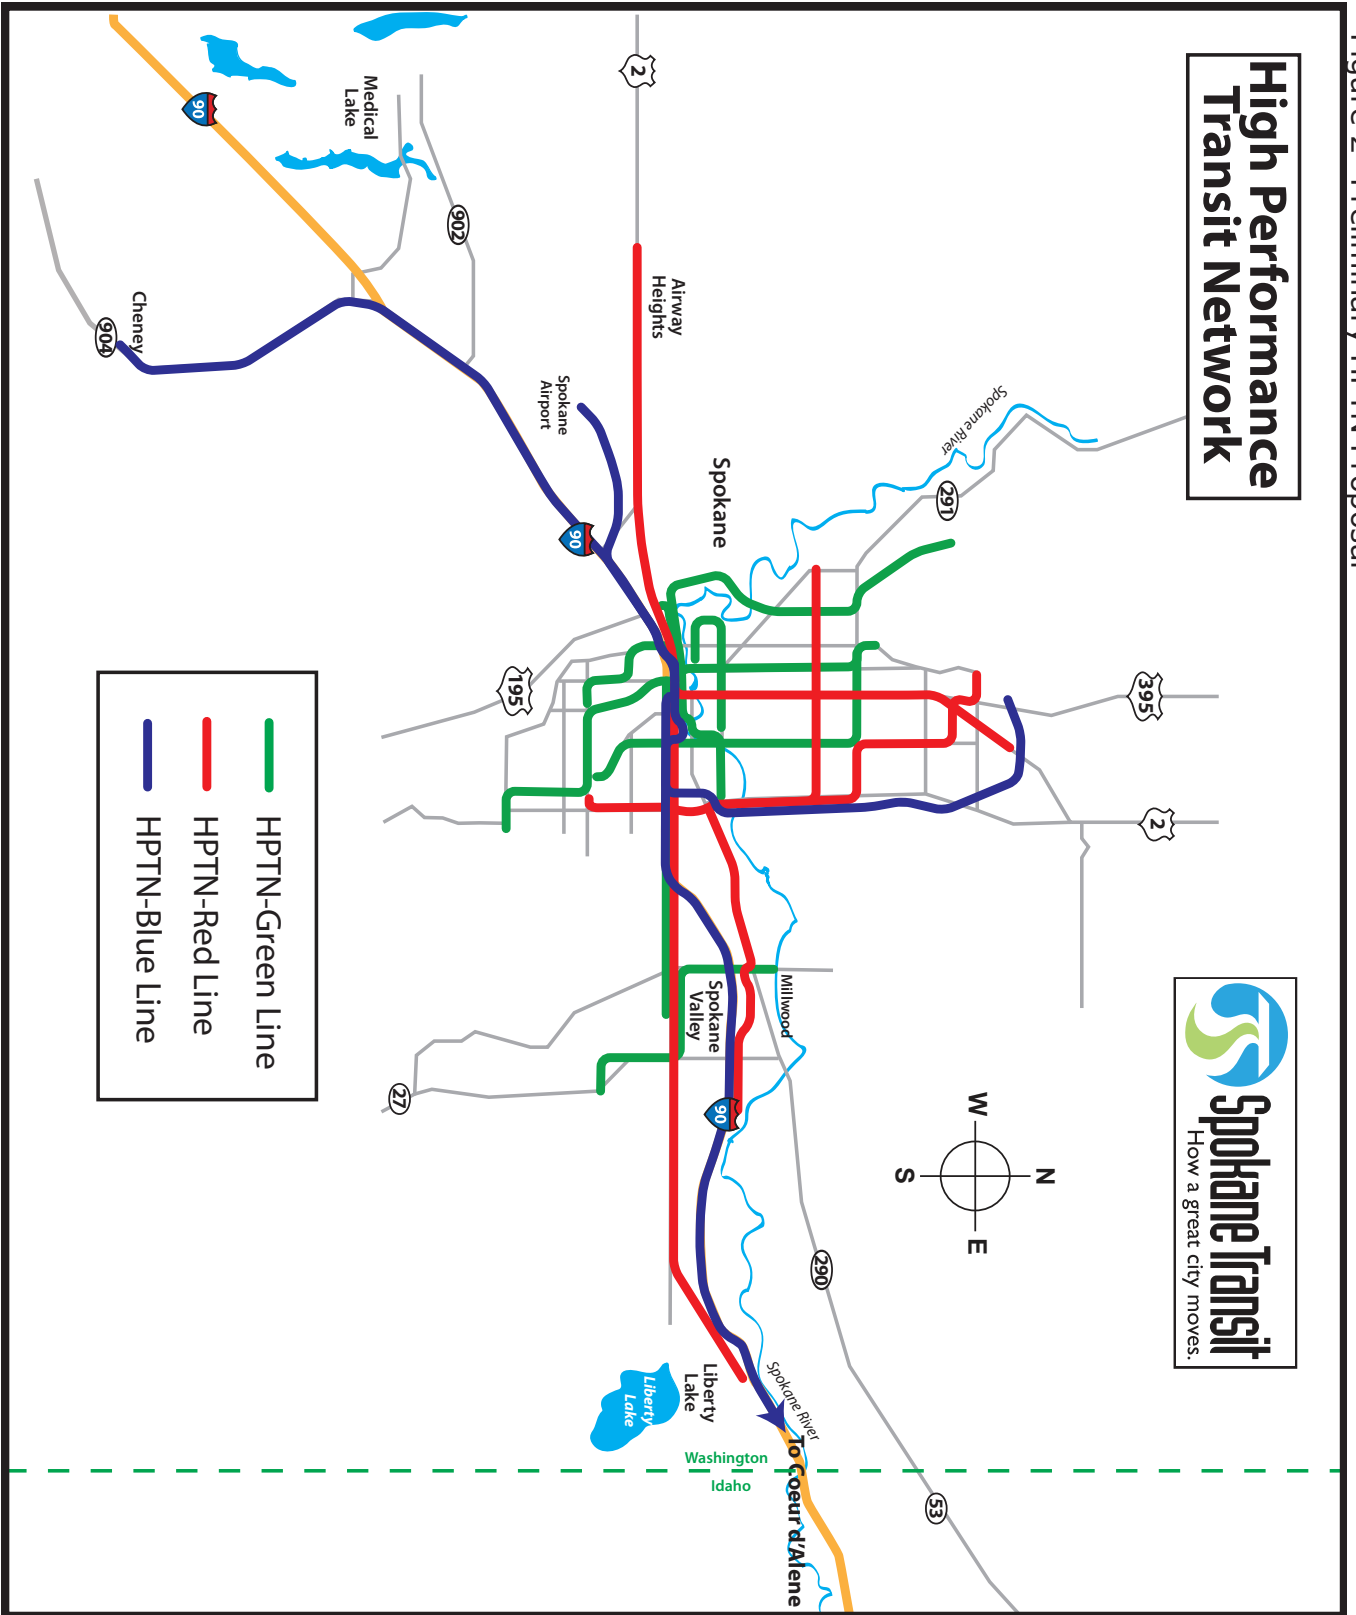 High Performance
Transit Network
Spokane Transit
How a great city moves.
2
291
395
2
Spokane River
Medical
Lake
90
902
Airway
Heights
Cheney
904
Spokane
Airport
90
Spokane
195
Millwood
Spokane
Valley
27
90
290
W
N
S
E
Liberty
Lake
Liberty
Lake
Spokane River
To Coeur d'Alene
Washington
Idaho
53
HPTN-Green Line
HPTN-Red Line
HPTN-Blue Line